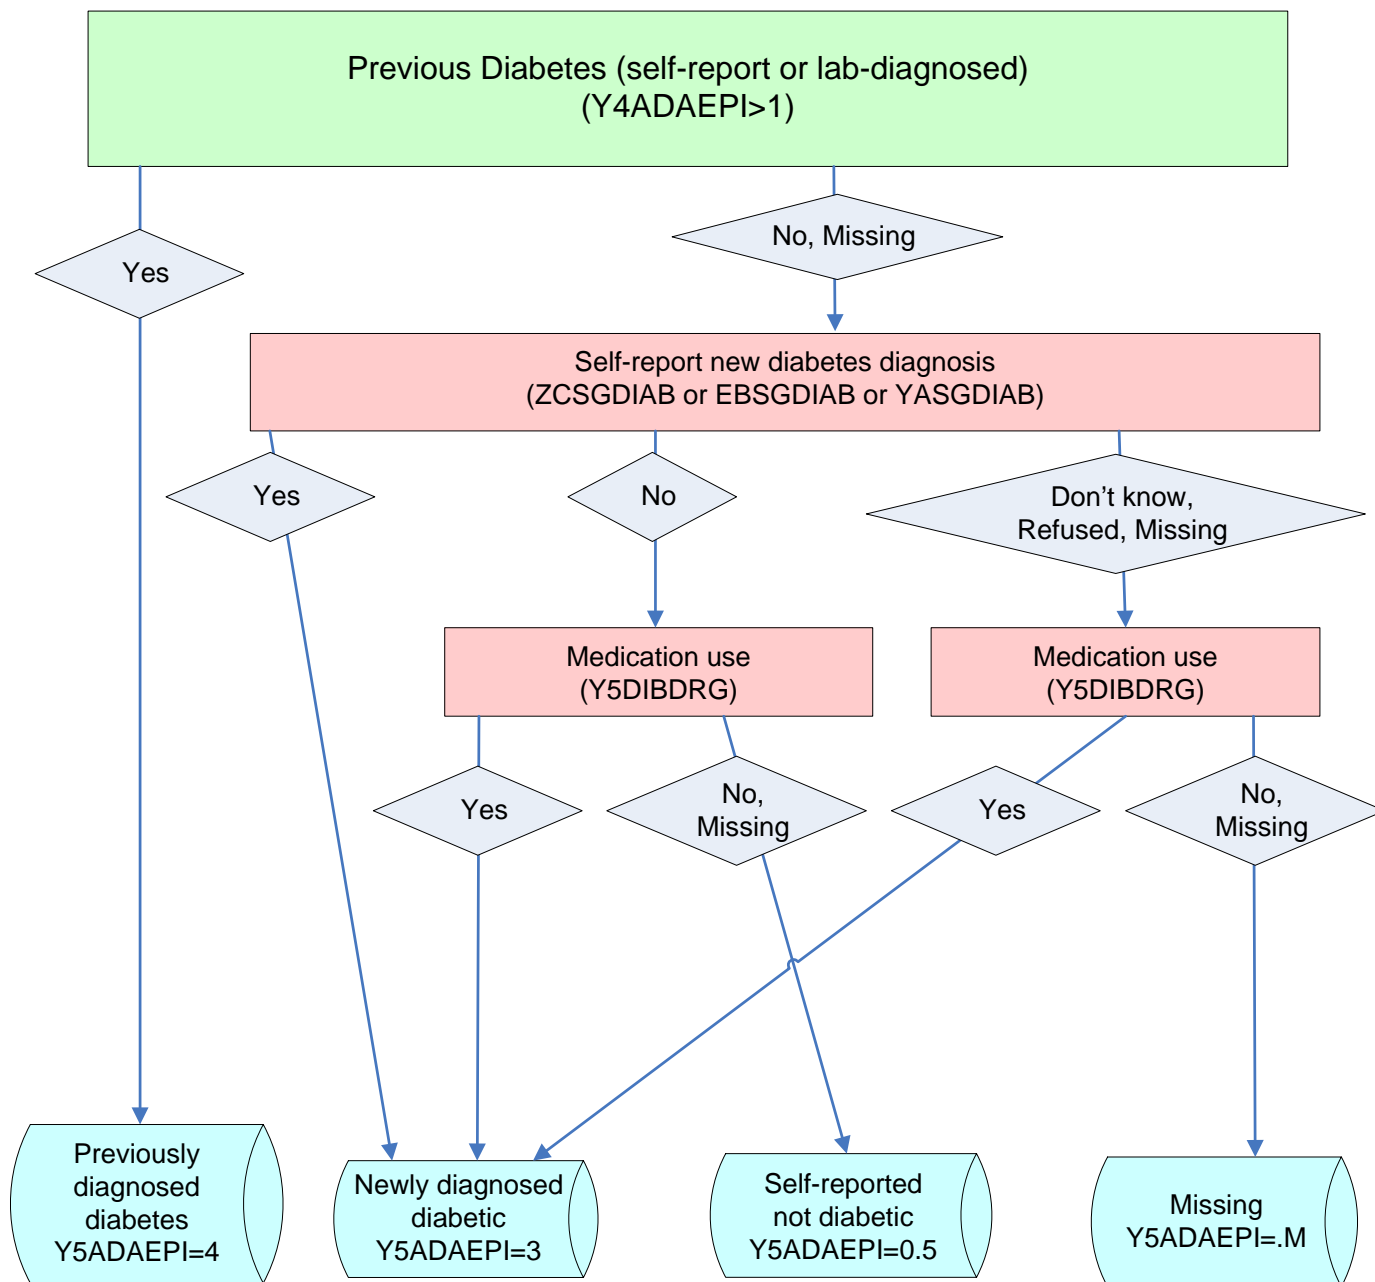 Previous Diabetes (self-report or lab-diagnosed)
(Y4ADAEPI>1)
Yes
No, Missing
Self-report new diabetes diagnosis
(ZCSGDIAB or EBSGDIAB or YASGDIAB)
Yes
No
Don’t know,
Refused, Missing
Medication use
(Y5DIBDRG)
Medication use
(Y5DIBDRG)
Yes
No,
Missing
Yes
No,
Missing
Previously
diagnosed
diabetes
Y5ADAEPI=4
Newly diagnosed
diabetic
Y5ADAEPI=3
Self-reported
not diabetic
Y5ADAEPI=0.5
Missing
Y5ADAEPI=.M